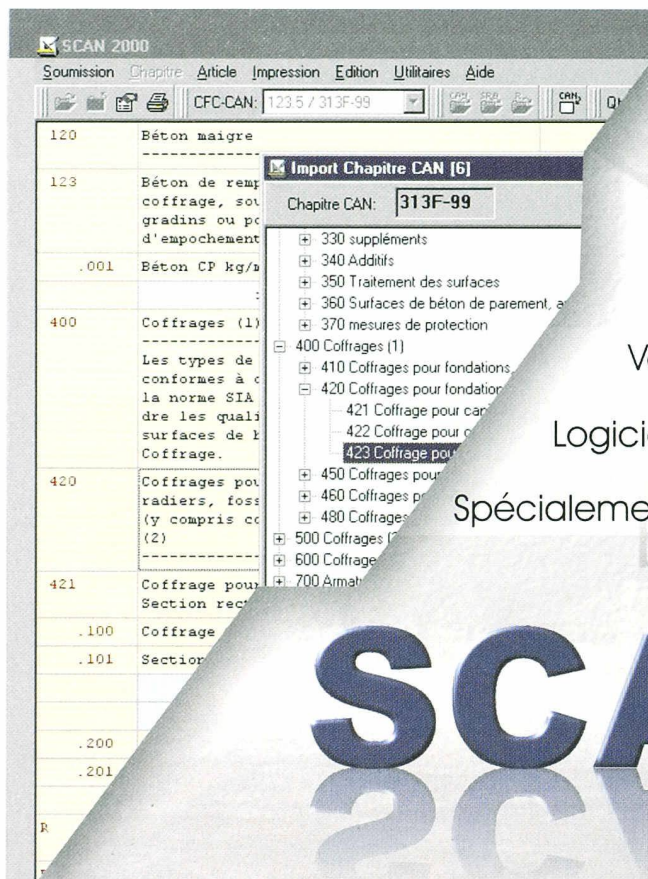 SCAN 2000
Soumission Chapitre Article Impression Edition Utilitaires Aide
CFC-CAN: 123.5 / 313F-99 CAN
120 Béton maigre
123 Béton de remp
coffrage, sou
gradins ou po
d'empochement
.001 Béton CP kg/m
:
400 Coffrages (1)
Les types de
conformes à c
la norme SIA
dre les quali
surfaces de b
Coffrage.
420 Coffrages pou
radiers, foss
(y compris co
(2)
421 Coffrage pour
Section rect
.100 Coffrage
.101 Section
.200
.201
R
Import Chapitre CAN [6]
Chapitre CAN: 313F-99
330 suppléments
340 Additifs
350 Traitement des surfaces
360 Surfaces de béton de parement, a
370 mesures de protection
400 Coffrages (1)
410 Coffrages pour fondations,
420 Coffrages pour fondation
421 Coffrage pour
422 Coffrage pour
423 Coffrage pour
450 Coffrages pour
460 Coffrages
480 Coffrages
500 Coffrages
600 Coffrage
700 Armat
Logici
Spécialeme
SCA